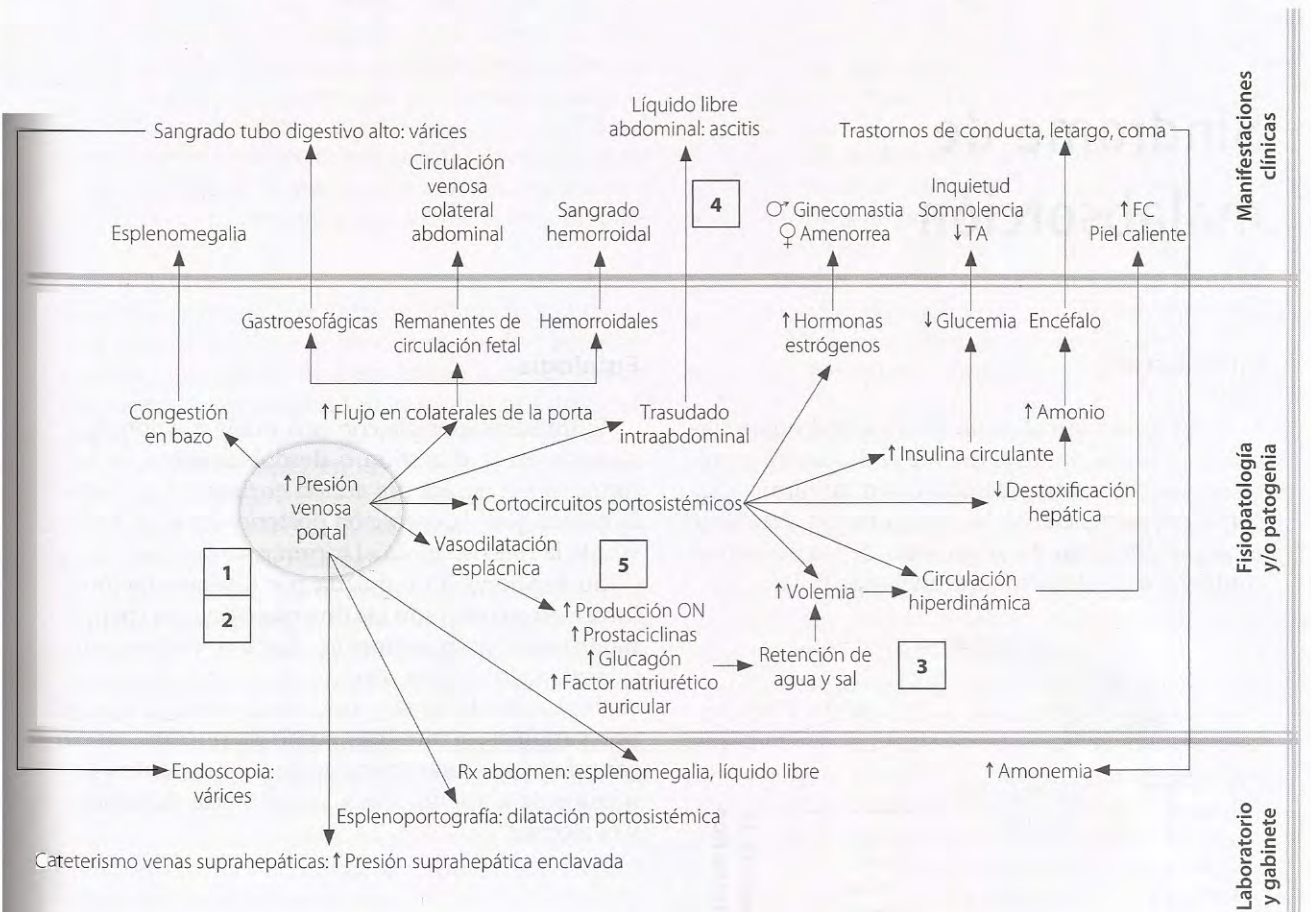 Líquido libre
abdominal: ascitis
Sangrado tubo digestivo alto: várices
Trastornos de conducta, letargo, coma
Circulación
venosa
colateral
abdominal
4
Esplenomegalia
Sangrado
hemorroidal
♂ Ginecomastia
♀ Amenorrea
Inquietud
Somnolencia
↓TA
↑FC
Piel caliente
Manifestaciones
clínicas
Gastroesofágicas
Remanentes de
circulación fetal
Hemorroidales
↑Hormonas
estrógenos
↓Glucemia
Encéfalo
Congestión
en bazo
↑Flujo en colaterales de la porta
Trasudado
intraabdominal
↑Amonio
↑Insulina circulante
↑Presión
venosa
portal
↑Cortocircuitos portosistémicos
↓Destoxificación
hepática
Vasodilatación
esplácnica
1
2
5
↑Producción ON
↑Prostaciclinas
↑Glucagón
↑Factor natriurético
auricular
↑Volemia
Circulación
hiperdinámica
Retención de
agua y sal
3
Fisiopatología
y/o patogenia
Endoscopia:
várices
Rx abdomen: esplenomegalia, líquido libre
↑Amonemia
Esplenoportografía: dilatación portosistémica
Cateterismo venas suprahepáticas: ↑Presión suprahepática enclavada
Laboratorio
y gabinete